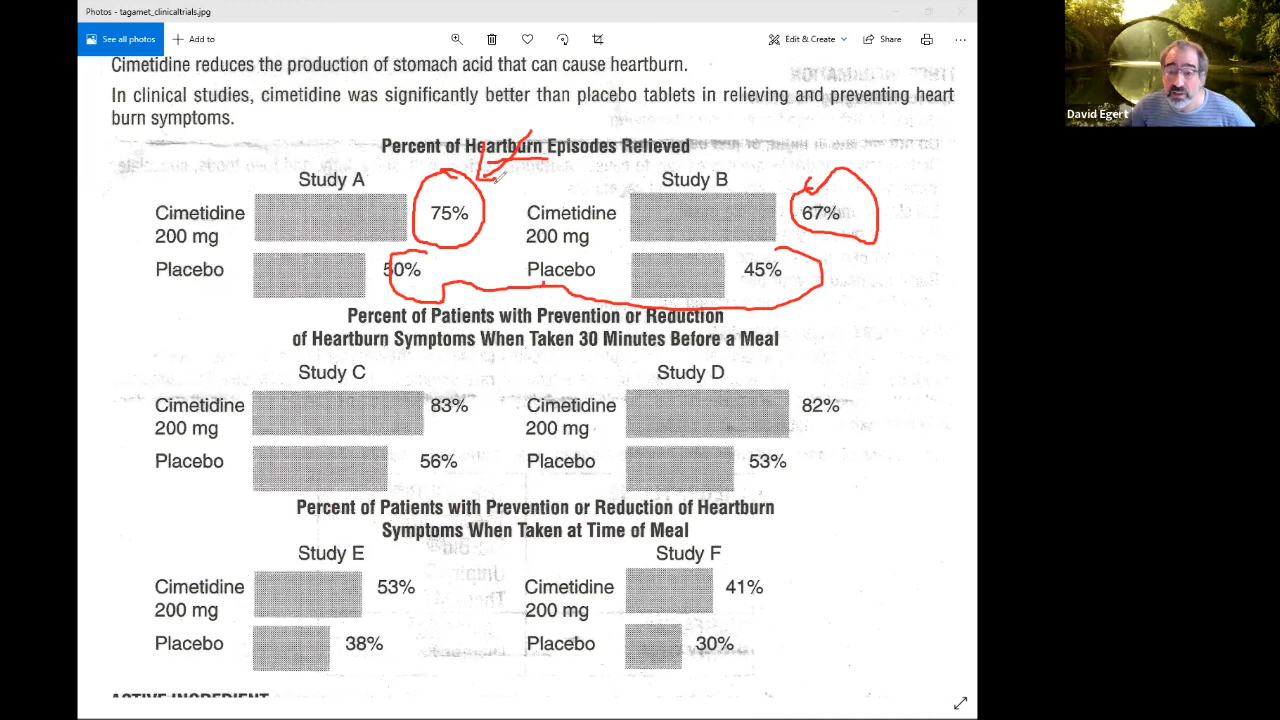 Photos - tagamet_clinicaltrials.jpg
See all photos
Add to
Edit & Create
Share
Cimetidine reduces the production of stomach acid that can cause heartburn.
In clinical studies, cimetidine was significantly better than placebo tablets in relieving and preventing heart
burn symptoms.
Percent of Heartburn Episodes Relieved
Study A
Cimetidine
200 mg
75%
Placebo
50%
Study B
Cimetidine
200 mg
67%
Placebo
45%
Percent of Patients with Prevention or Reduction
of Heartburn Symptoms When Taken 30 Minutes Before a Meal
Study C
Cimetidine
200 mg
83%
Placebo
56%
Study D
Cimetidine
200 mg
82%
Placebo
53%
Percent of Patients with Prevention or Reduction of Heartburn
Symptoms When Taken at Time of Meal
Study E
Cimetidine
200 mg
53%
Placebo
38%
Study F
Cimetidine
200 mg
41%
Placebo
30%
ACTIVE INGREDIENT
David Egert